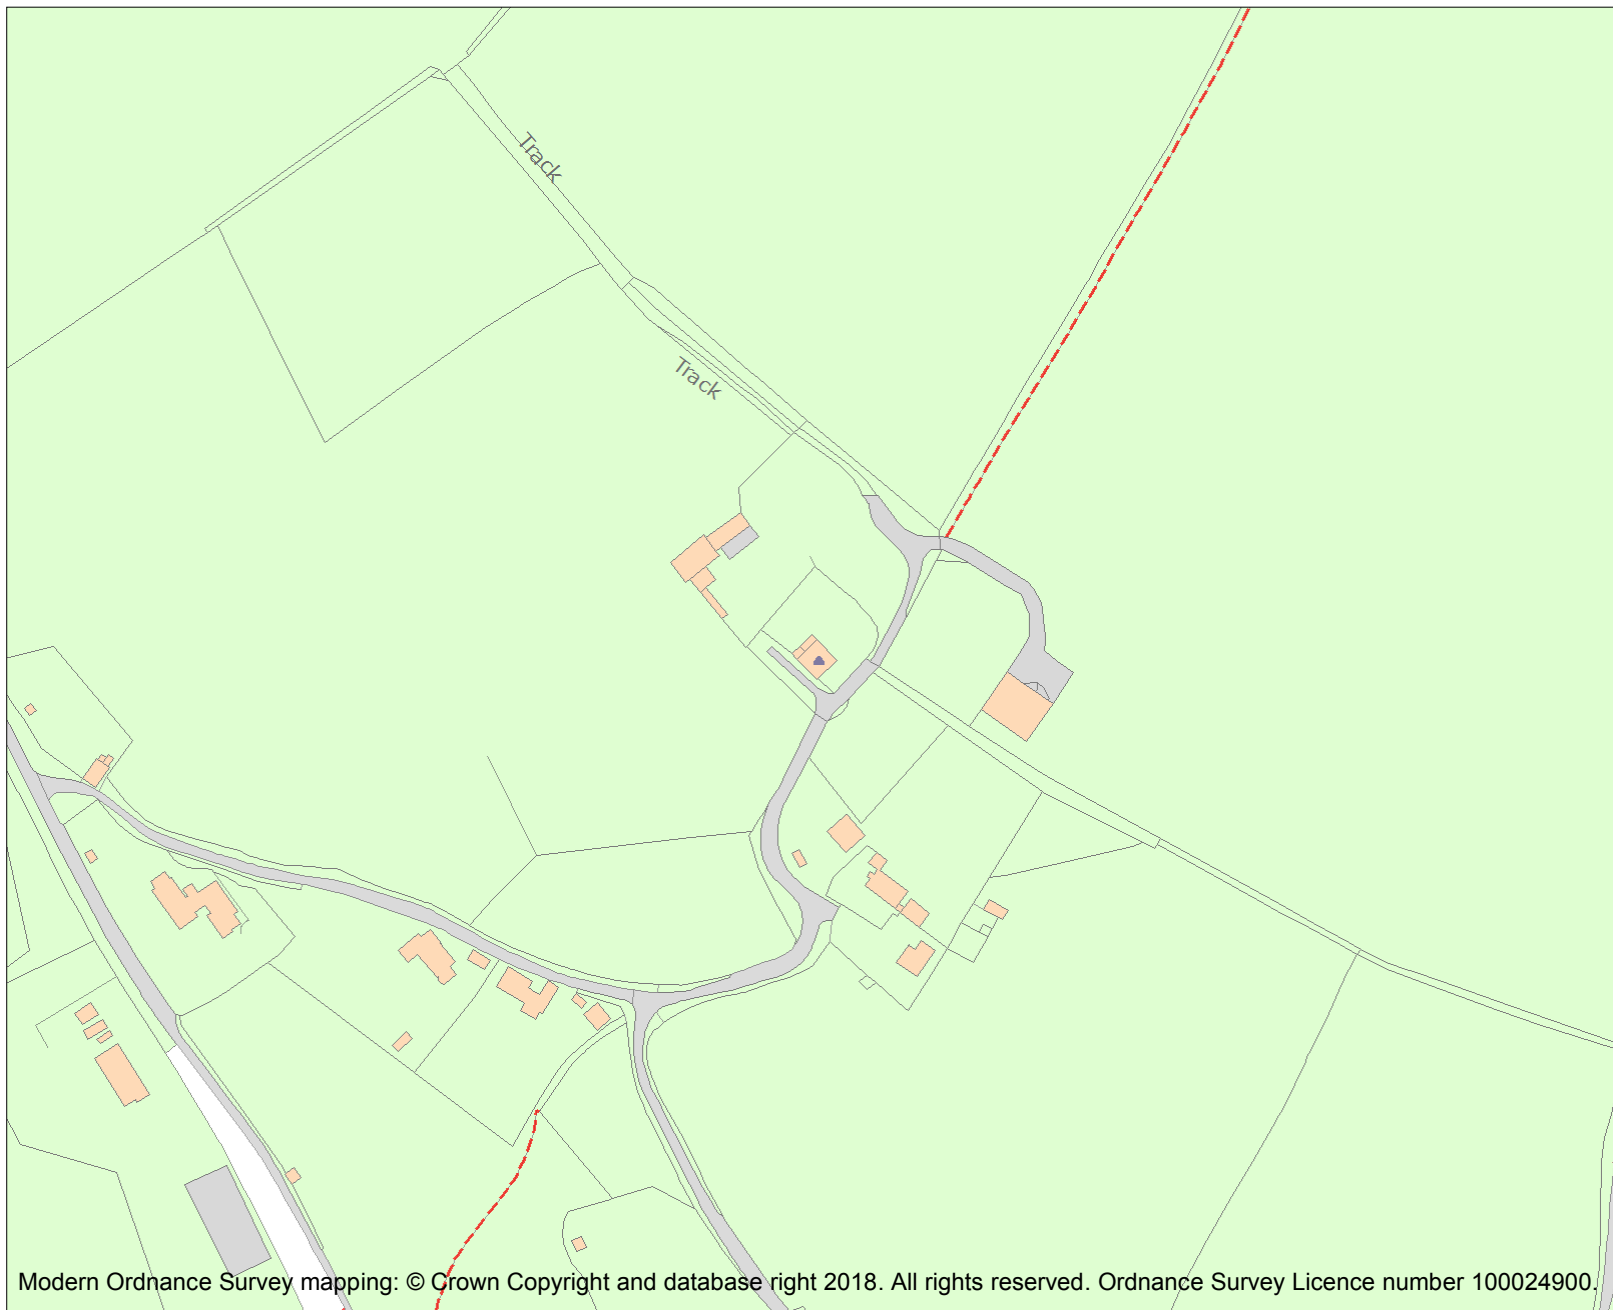 Track
Track
Modern Ordnance Survey mapping: © Crown Copyright and database right 2018. All rights reserved. Ordnance Survey Licence number 100024900.